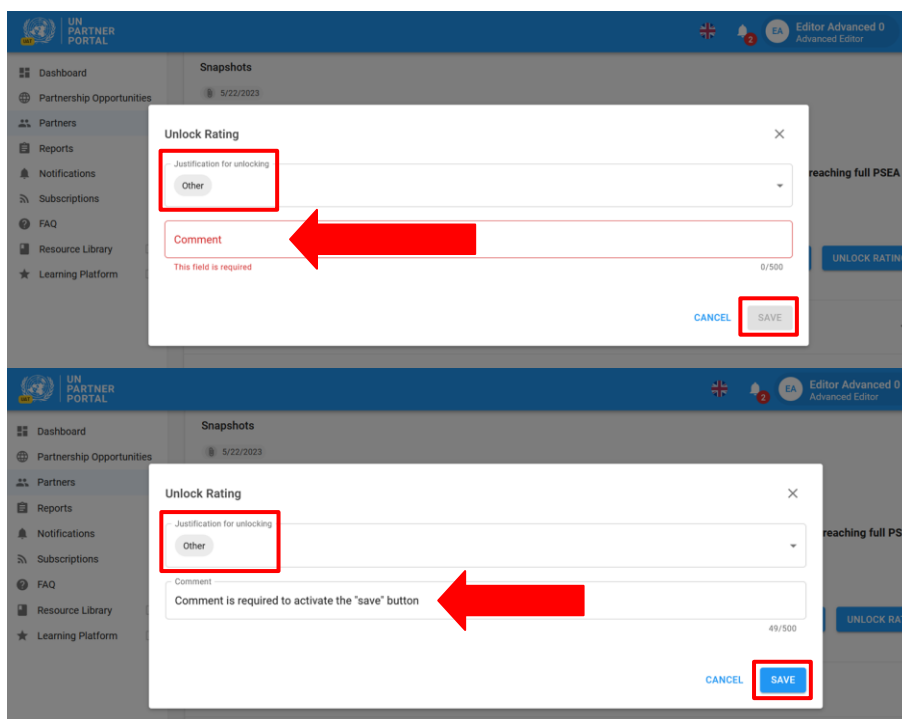 UN
PARTNER
PORTAL
UAT
2
EA
Editor Advanced 0
Advanced Editor
Dashboard
Partnership Opportunities
Partners
Reports
Notifications
Subscriptions
FAQ
Resource Library
Learning Platform
Snapshots
5/22/2023
Unlock Rating
Justification for unlocking
Other
Comment
This field is required
0/500
CANCEL
SAVE
reaching full PSEA
UNLOCK RATIN
UN
PARTNER
PORTAL
UAT
2
EA
Editor Advanced 0
Advanced Editor
Dashboard
Partnership Opportunities
Partners
Reports
Notifications
Subscriptions
FAQ
Resource Library
Learning Platform
Snapshots
5/22/2023
Unlock Rating
Justification for unlocking
Other
Comment
Comment is required to activate the "save" button
49/500
CANCEL
SAVE
reaching full PS
UNLOCK RA